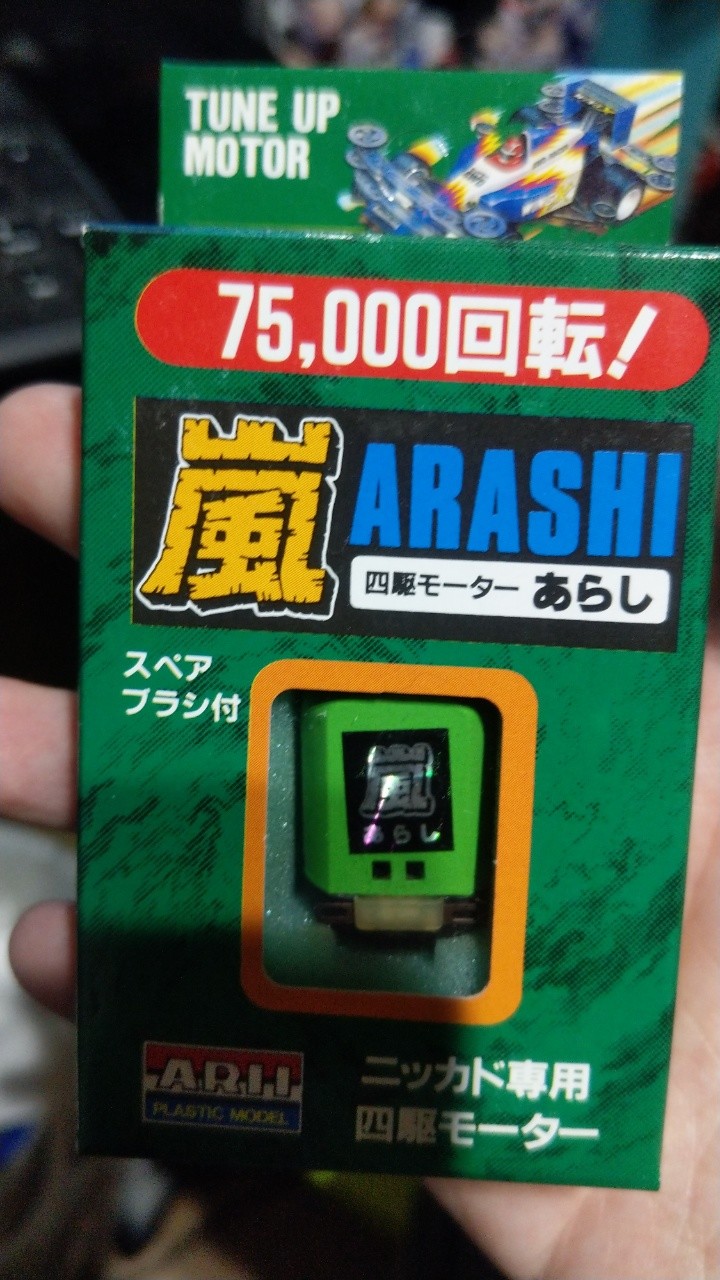 TUNE UP
MOTOR
75,000回転!
嵐
ARASHI
四駆モーター あらし
スペア
ブラシ付
嵐
あらし
ARII
PLASTIC MODEL
ニッカド専用
四駆モーター